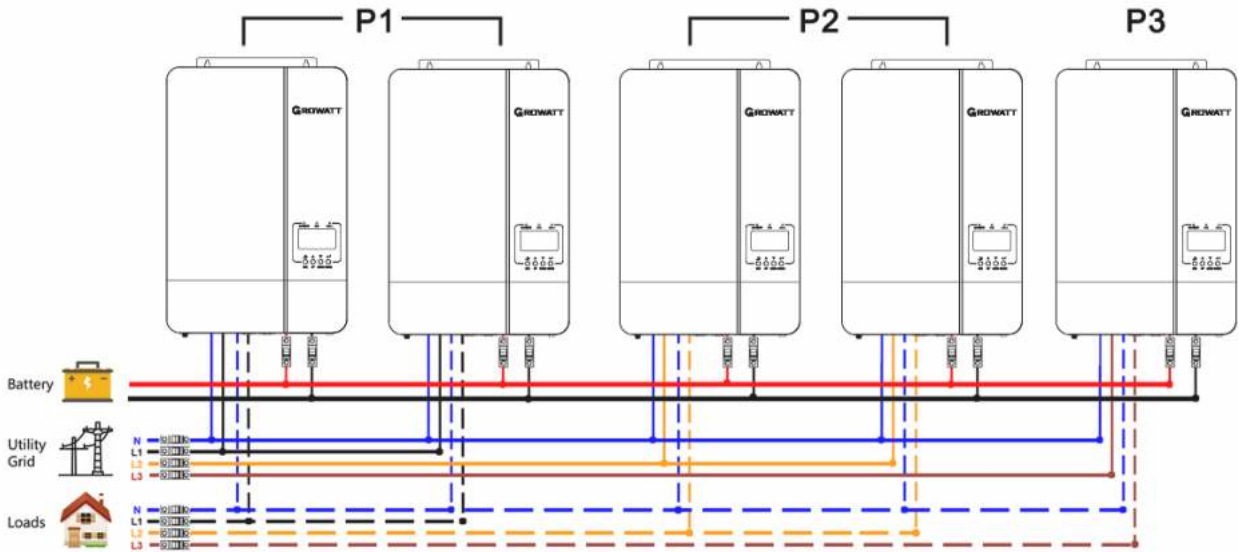 P1 P2 P3
GROWATT GROWATT GROWATT GROWATT GROWATT
Battery
Utility
Grid
N
L1
L2
L3
Loads
N
L1
L2
L3